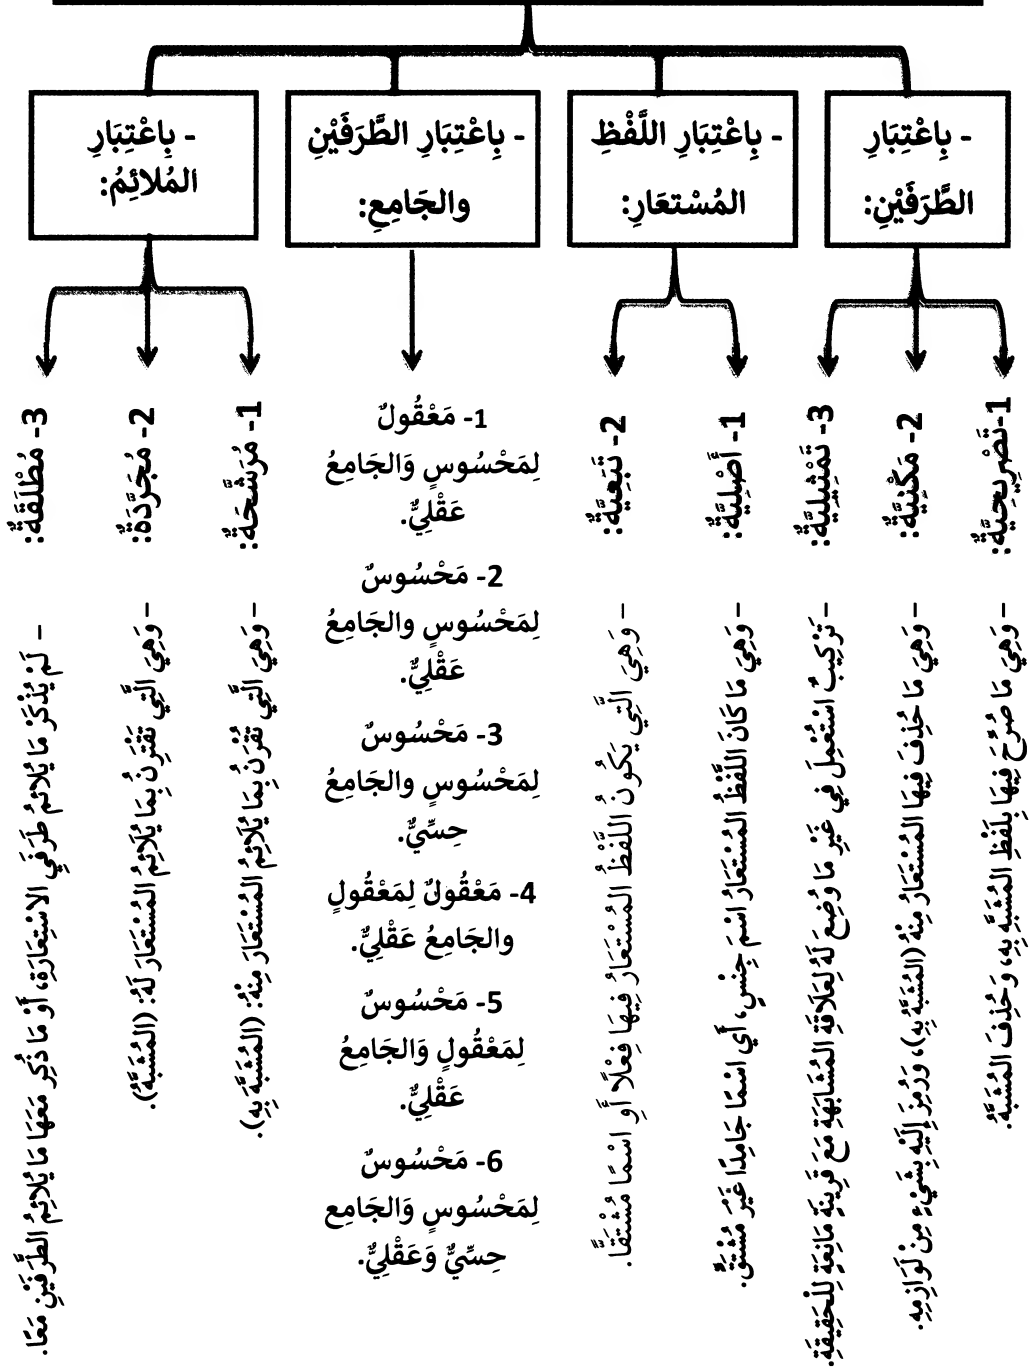 - بِاعْتِبَارِ
الطَّرَفَيْنِ:
- بِاعْتِبَارِ اللَّفْظِ
المُسْتعَارِ:
- بِاعْتِبَارِ الطَّرَفَيْنِ
والجَامِعِ:
- بِاعْتِبَارِ
المُلائِمُ:
1-تَصْرِيحِيَّةٌ:
2- مَكْنِيَّةٌ:
3- تَمْثِيلِيَّةٌ:
1- أَصْلِيَّةٌ:
2- تَبَعِيَّةٌ:
1- مَعْقُولٌ
لِمَحْسُوسٍ وَالجَامِعُ
عَقْلِيٌّ.
2- مَحْسُوسٌ
لِمَحْسُوسٍ والجَامِعُ
عَقْلِيٌّ.
3- مَحْسُوسٌ
لِمَحْسُوسٍ والجَامِعُ
حِسِّيٌّ.
4- مَعْقُولٌ لِمَعْقُولٍ
والجَامِعُ عَقْلِيٌّ.
5- مَحْسُوسٌ
لِمَعْقُولٍ وَالجَامِعُ
عَقْلِيٌّ.
6- مَحْسُوسٌ
لِمَحْسُوسٍ وَالجَامِع
حِسِّيٌّ وَعَقْلِيٌّ.
1- مُرَشَّحَةٌ:
2- مُجَرَّدَةٌ:
3- مُطْلَقَةٌ:
– وَهِيَ مَا صُرِّحَ فِيهَا بِلَفْظِ المُشَبَّهِ بِهِ، وَحُذِفَ المُشَبَّهُ.
– وَهِيَ مَا حُذِفَ فِيهَا المُسْتَعَارُ مِنْهُ (المُشَبَّهُ بِهِ)، وَرُمِزَ إِلَيْهِ بِشَيْءٍ مِنْ لَوَازِمِهِ.
– تَرْكِيبٌ اسْتُعْمِلَ فِي غَيْرِ مَا وُضِعَ لَهُ لِعَلَاقَةِ المُشَابَهَةِ مَعَ قَرِينَةٍ مَانِعَةٍ لِلْحَقِيقَةِ.
– وَهِيَ مَا كَانَ اللَّفْظُ المُسْتَعَارُ اسْمَ جِنْسٍ، أَي اسْمًا جَامِدًا غَيْرَ مُشْتَقٍّ.
– وَهِيَ الَّتِي يَكُونُ اللَّفْظُ المُسْتَعَارُ فِيهَا فِعْلًا أَوِ اسْمًا مُشْتَقًّا.
– وَهِيَ الَّتِي تُقْرَنُ بِمَا يُلَائِمُ المُسْتَعَارَ مِنْهُ: (المُشَبَّهَ بِهِ).
– وَهِيَ الَّتِي تَقْتَرِنُ بِمَا يُلَائِمُ المُسْتَعَارَ لَهُ: (المُشَبَّهُ).
– لَمْ يُذْكَرْ مَا يُلائمُ طَرَفَيِ الاسْتِعَارَةِ، أَوْ مَا ذُكِرَ مَعَهَا مَا يُلائِمُ الطَّرفَيْنِ مَعًا.